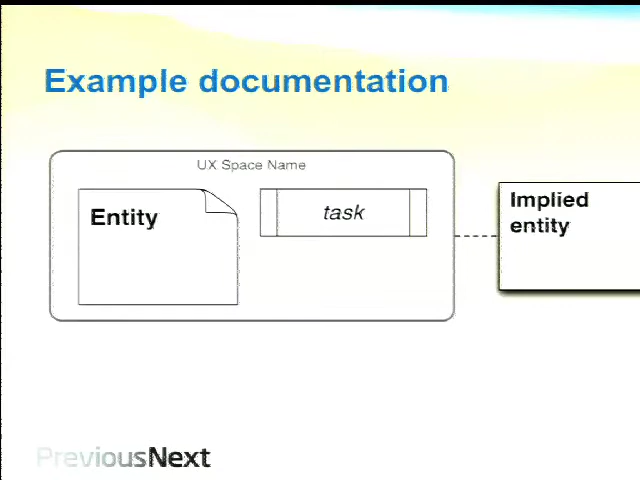 Example documentation
UX Space Name
Entity
task
Implied
entity
PreviousNext